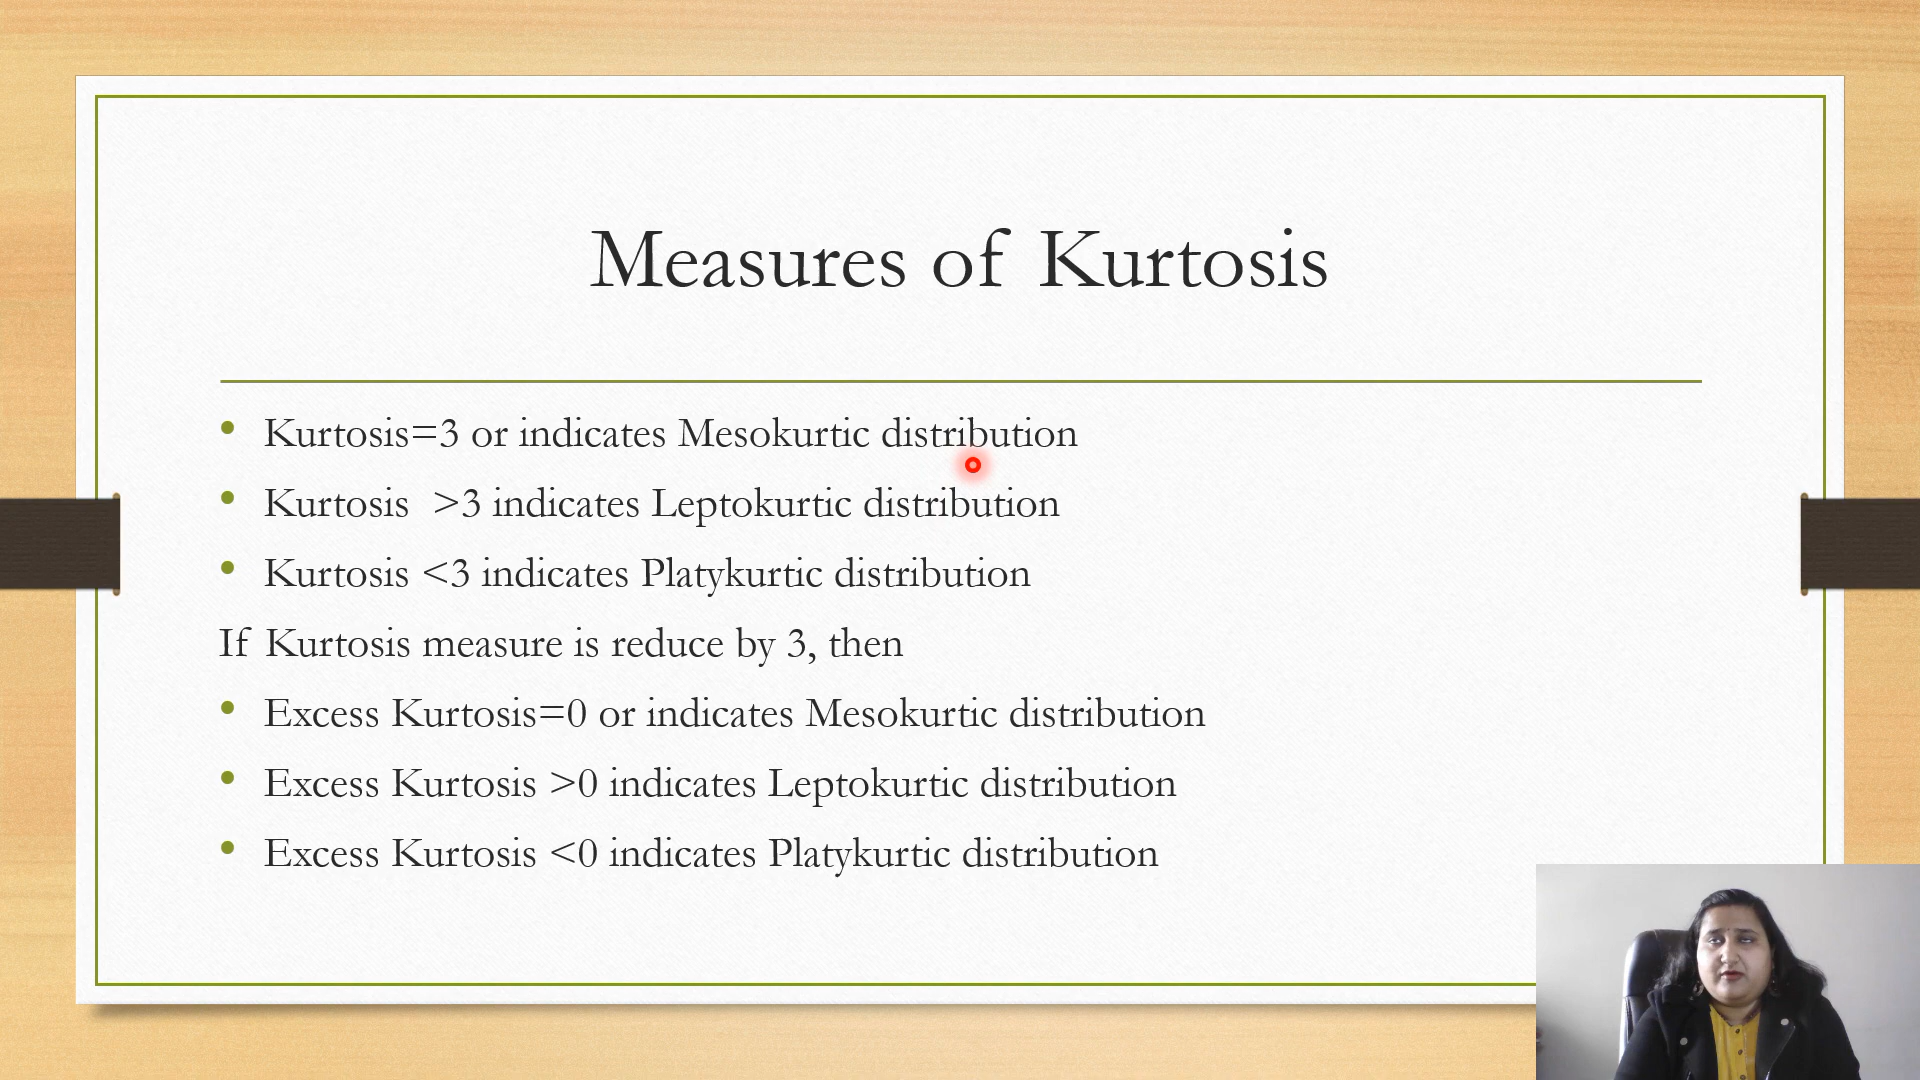 Measures of Kurtosis
• Kurtosis=3 or indicates Mesokurtic distribution
• Kurtosis >3 indicates Leptokurtic distribution
• Kurtosis <3 indicates Platykurtic distribution
If Kurtosis measure is reduce by 3, then
• Excess Kurtosis=0 or indicates Mesokurtic distribution
• Excess Kurtosis >0 indicates Leptokurtic distribution
• Excess Kurtosis <0 indicates Platykurtic distribution